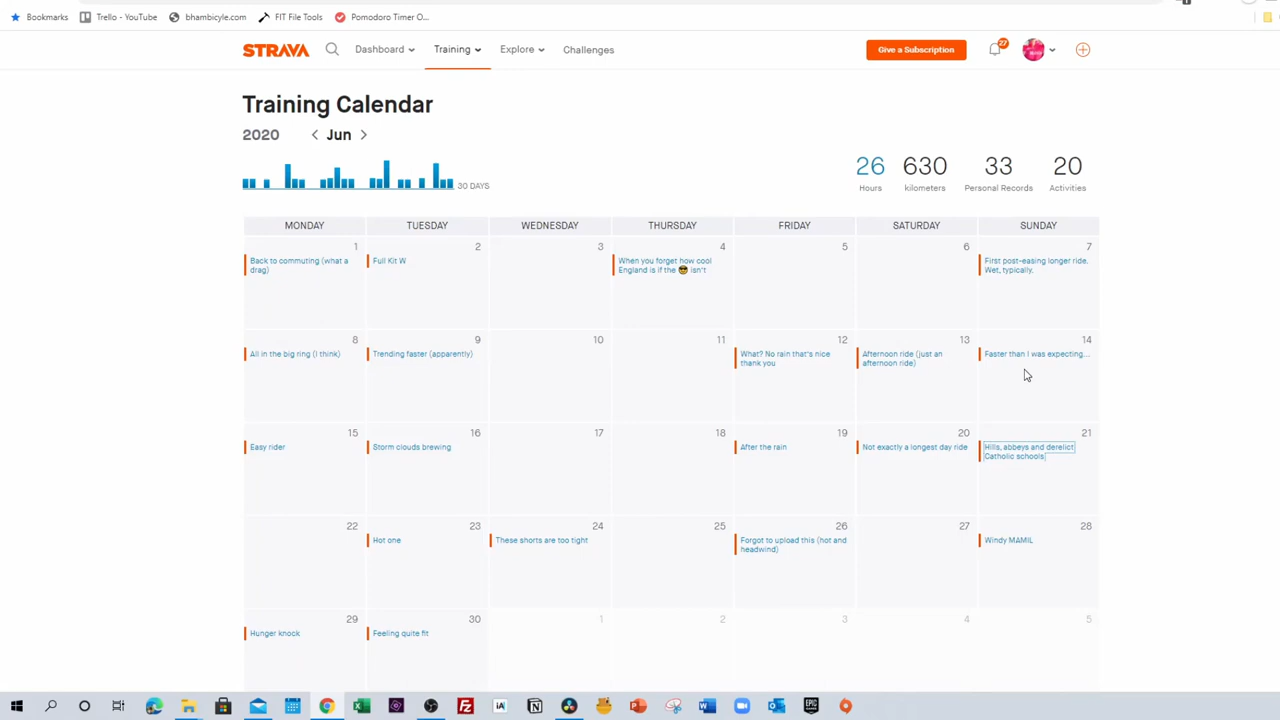 Bookmarks Trello - YouTube bhambicyle.com FIT File Tools Pomodoro Timer O...
STRAVA Dashboard Training Explore Challenges Give a Subscription 27
Training Calendar
2020 Jun
30 DAYS
26 630 33 20
Hours kilometers Personal Records Activities
MONDAY TUESDAY WEDNESDAY THURSDAY FRIDAY SATURDAY SUNDAY
1 2 3 4 5 6 7
Back to commuting (what a
drag)
Full Kit W
When you forget how cool
England is if the 😎 isn't
First post-easing longer ride.
Wet, typically.
8 9 10 11 12 13 14
All in the big ring (I think)
Trending faster (apparently)
What? No rain that's nice
thank you
Afternoon ride (just an
afternoon ride)
Faster than I was expecting...
15 16 17 18 19 20 21
Easy rider
Storm clouds brewing
After the rain
Not exactly a longest day ride
Hills, abbeys and derelict
Catholic schools
22 23 24 25 26 27 28
Hot one
These shorts are too tight
Forgot to upload this (hot and
headwind)
Windy MAMIL
29 30 1 2 3 4 5
Hunger knock
Feeling quite fit